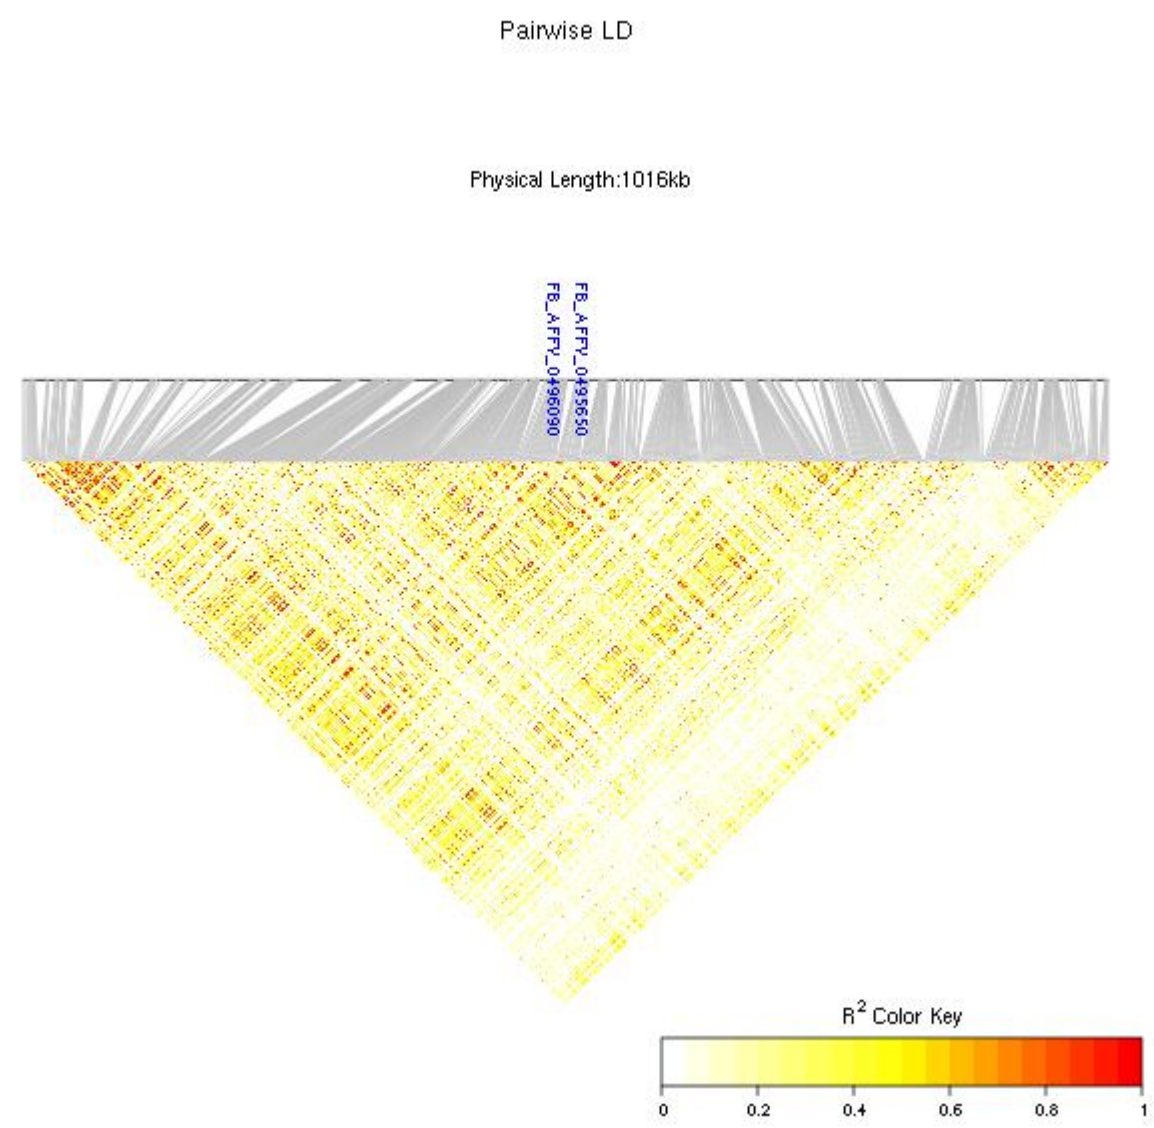 Pairwise LD
Physical Length:1016kb
FB_AFFY_0496090
FB_AFFY_0495650
R2 Color Key
0 0.2 0.4 0.6 0.8 1